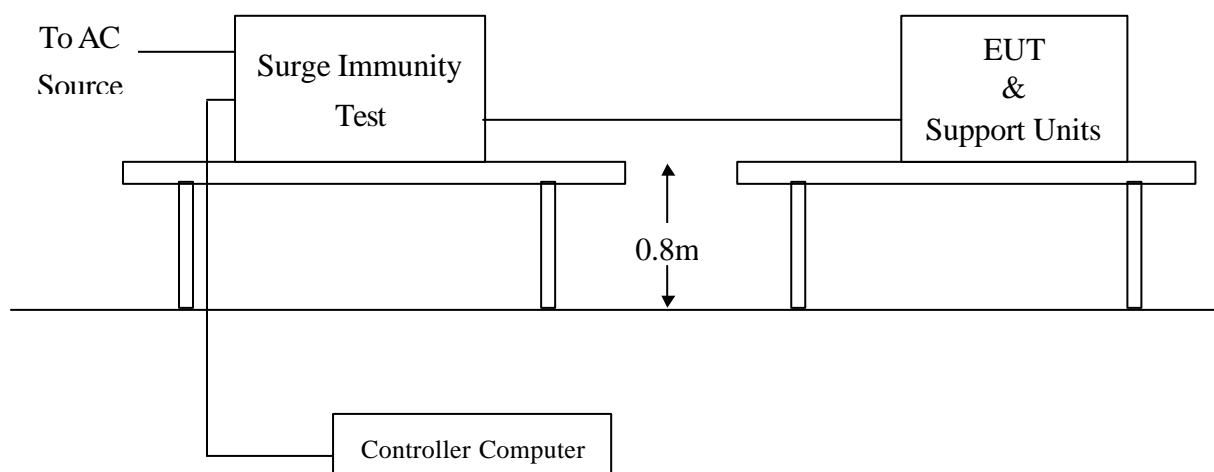 To AC
Source
Surge Immunity
Test
EUT
&
Support Units
0.8m
Controller Computer